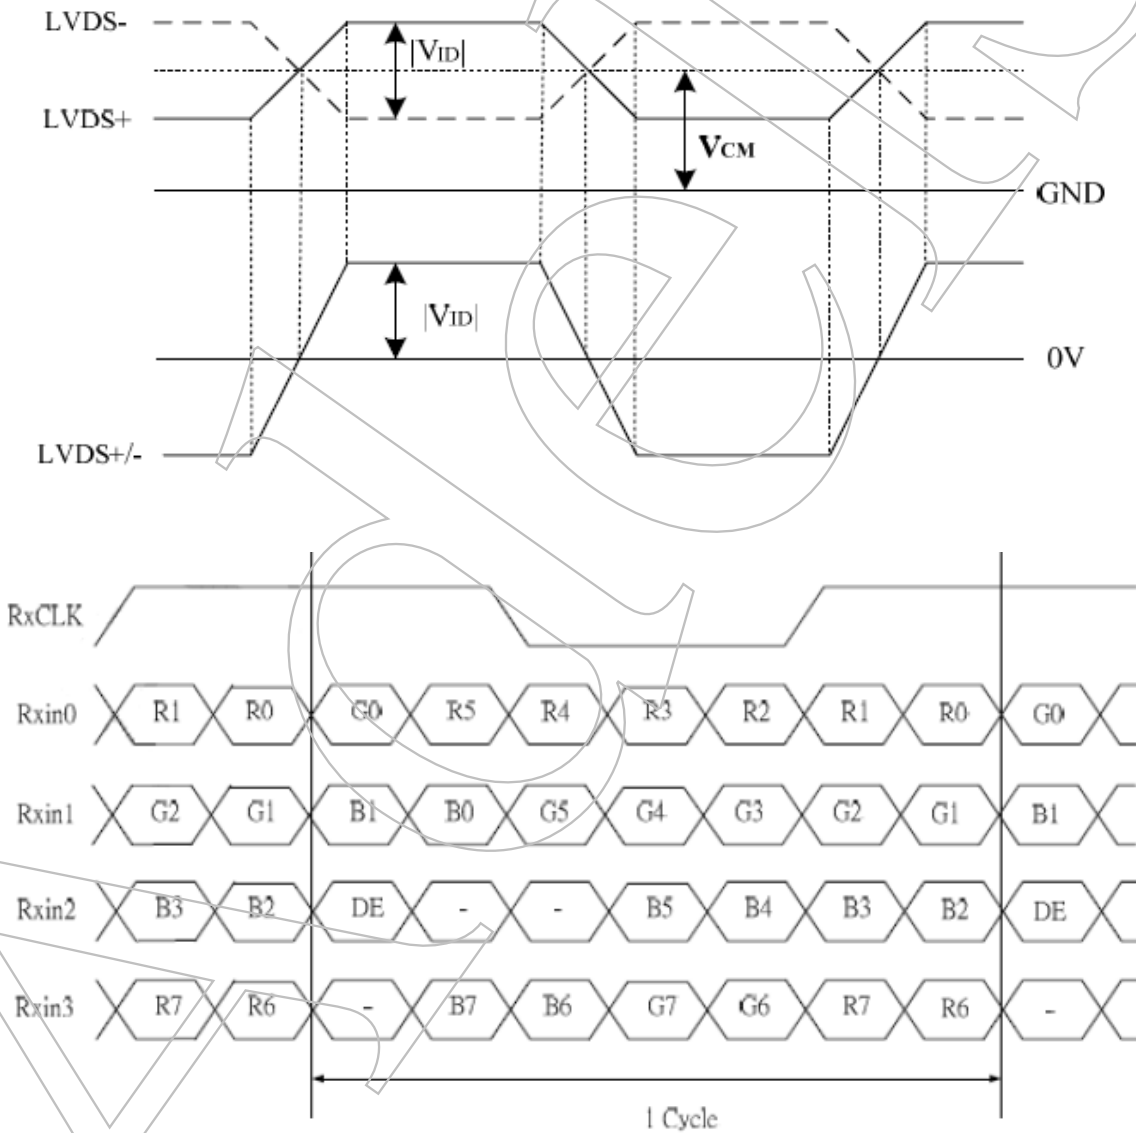 LVDS-
|VID|
LVDS+
VCM
GND
|VID|
0V
LVDS+/-
RxCLK
Rxin0 R1 R0 G0 R5 R4 R3 R2 R1 R0 G0
Rxin1 G2 G1 B1 B0 G5 G4 G3 G2 G1 B1
Rxin2 B3 B2 DE - - B5 B4 B3 B2 DE
Rxin3 R7 R6 - B7 B6 G7 G6 R7 R6 -
1 Cycle